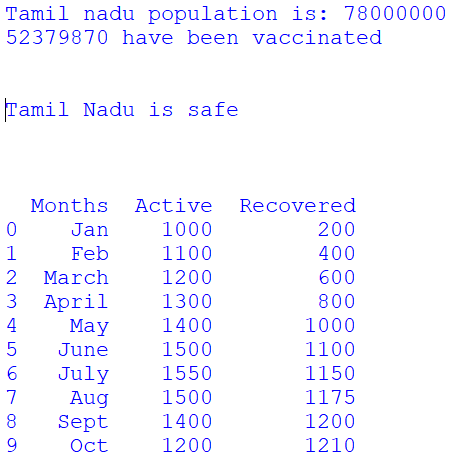 Tamil nadu population is: 78000000
52379870 have been vaccinated
Tamil Nadu is safe
Months Active Recovered
0 Jan 1000 200
1 Feb 1100 400
2 March 1200 600
3 April 1300 800
4 May 1400 1000
5 June 1500 1100
6 July 1550 1150
7 Aug 1500 1175
8 Sept 1400 1200
9 Oct 1200 1210